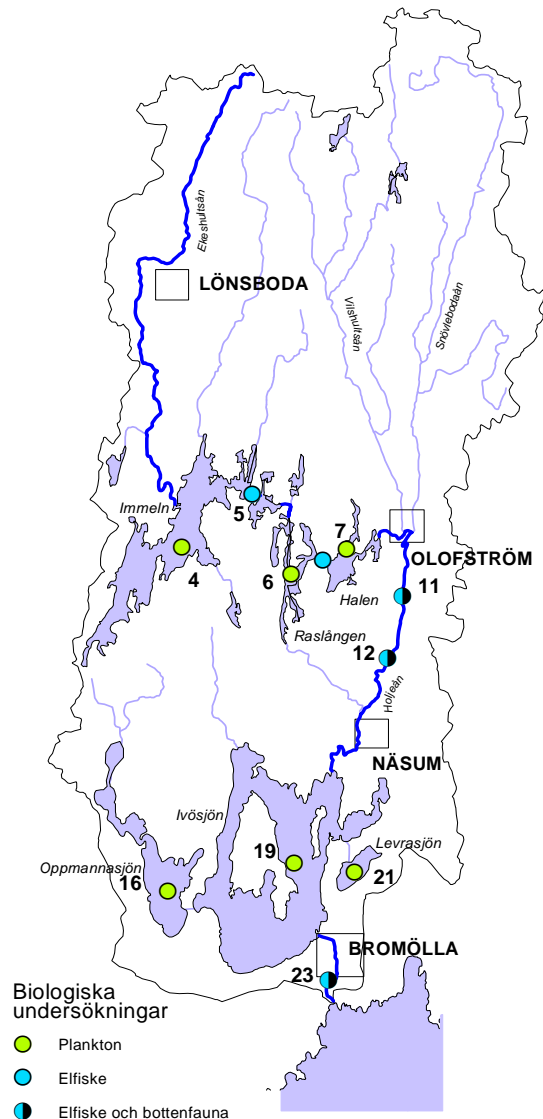 Ekeshultsån
LÖNSBODA
Vilshultsån
Snövlebodaån
Immeln
5
7
4
6
OLOFSTRÖM
Halen
11
Raslången
12
Holjeån
NÄSUM
Ivösjön
Levrasjön
Oppmannasjön
19
16
21
BROMÖLLA
23
Biologiska
undersökningar
Plankton
Elfiske
Elfiske och bottenfauna